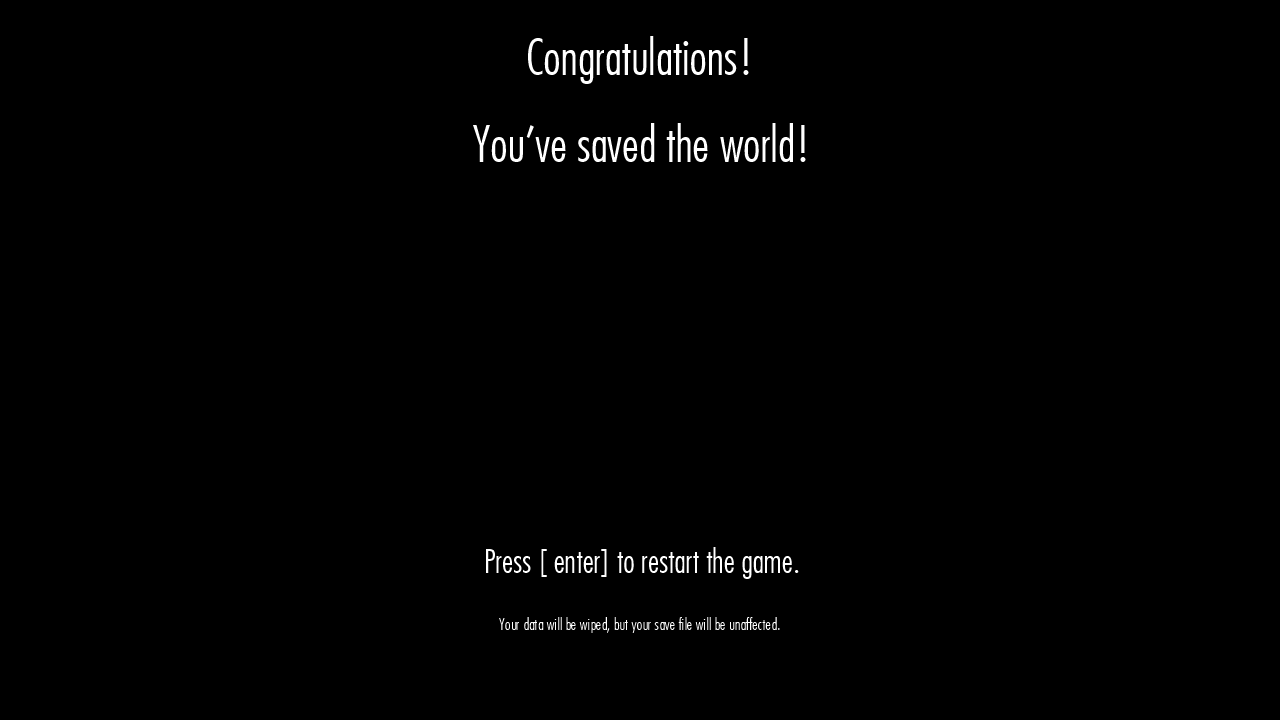 Congratulations!
You've saved the world!
Press [ enter] to restart the game.
Your data will be wiped, but your save file will be unaffected.